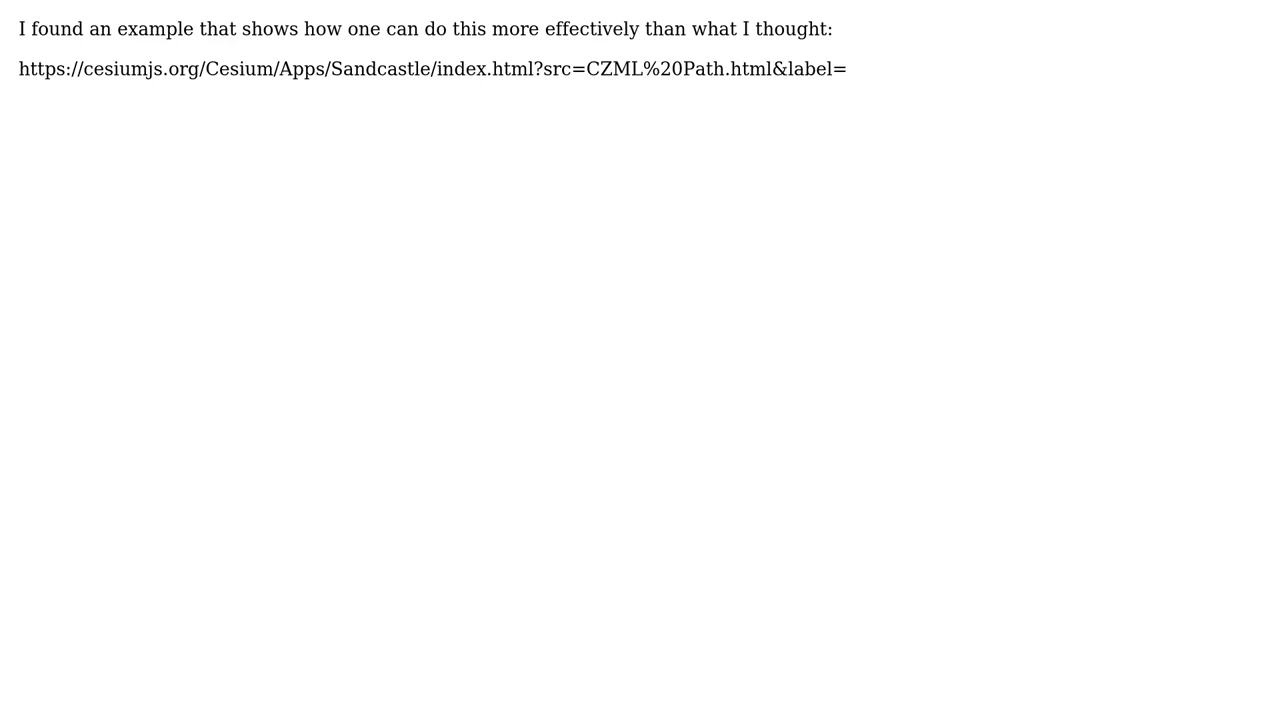 I found an example that shows how one can do this more effectively than what I thought:
https://cesiumjs.org/Cesium/Apps/Sandcastle/index.html?src=CZML%20Path.html&label=